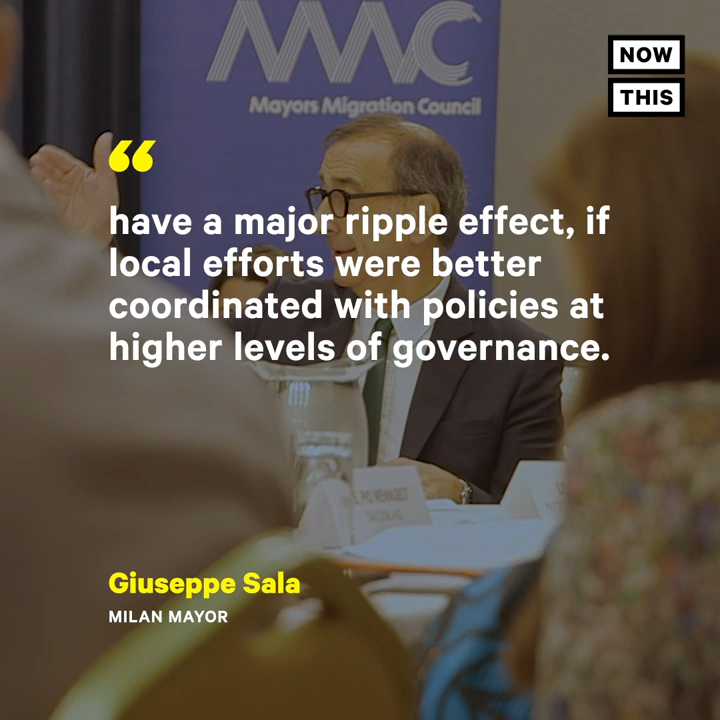 MMC
Mayors Migration Council
NOW
THIS
“
have a major ripple effect, if
local efforts were better
coordinated with policies at
higher levels of governance.
Giuseppe Sala
MILAN MAYOR